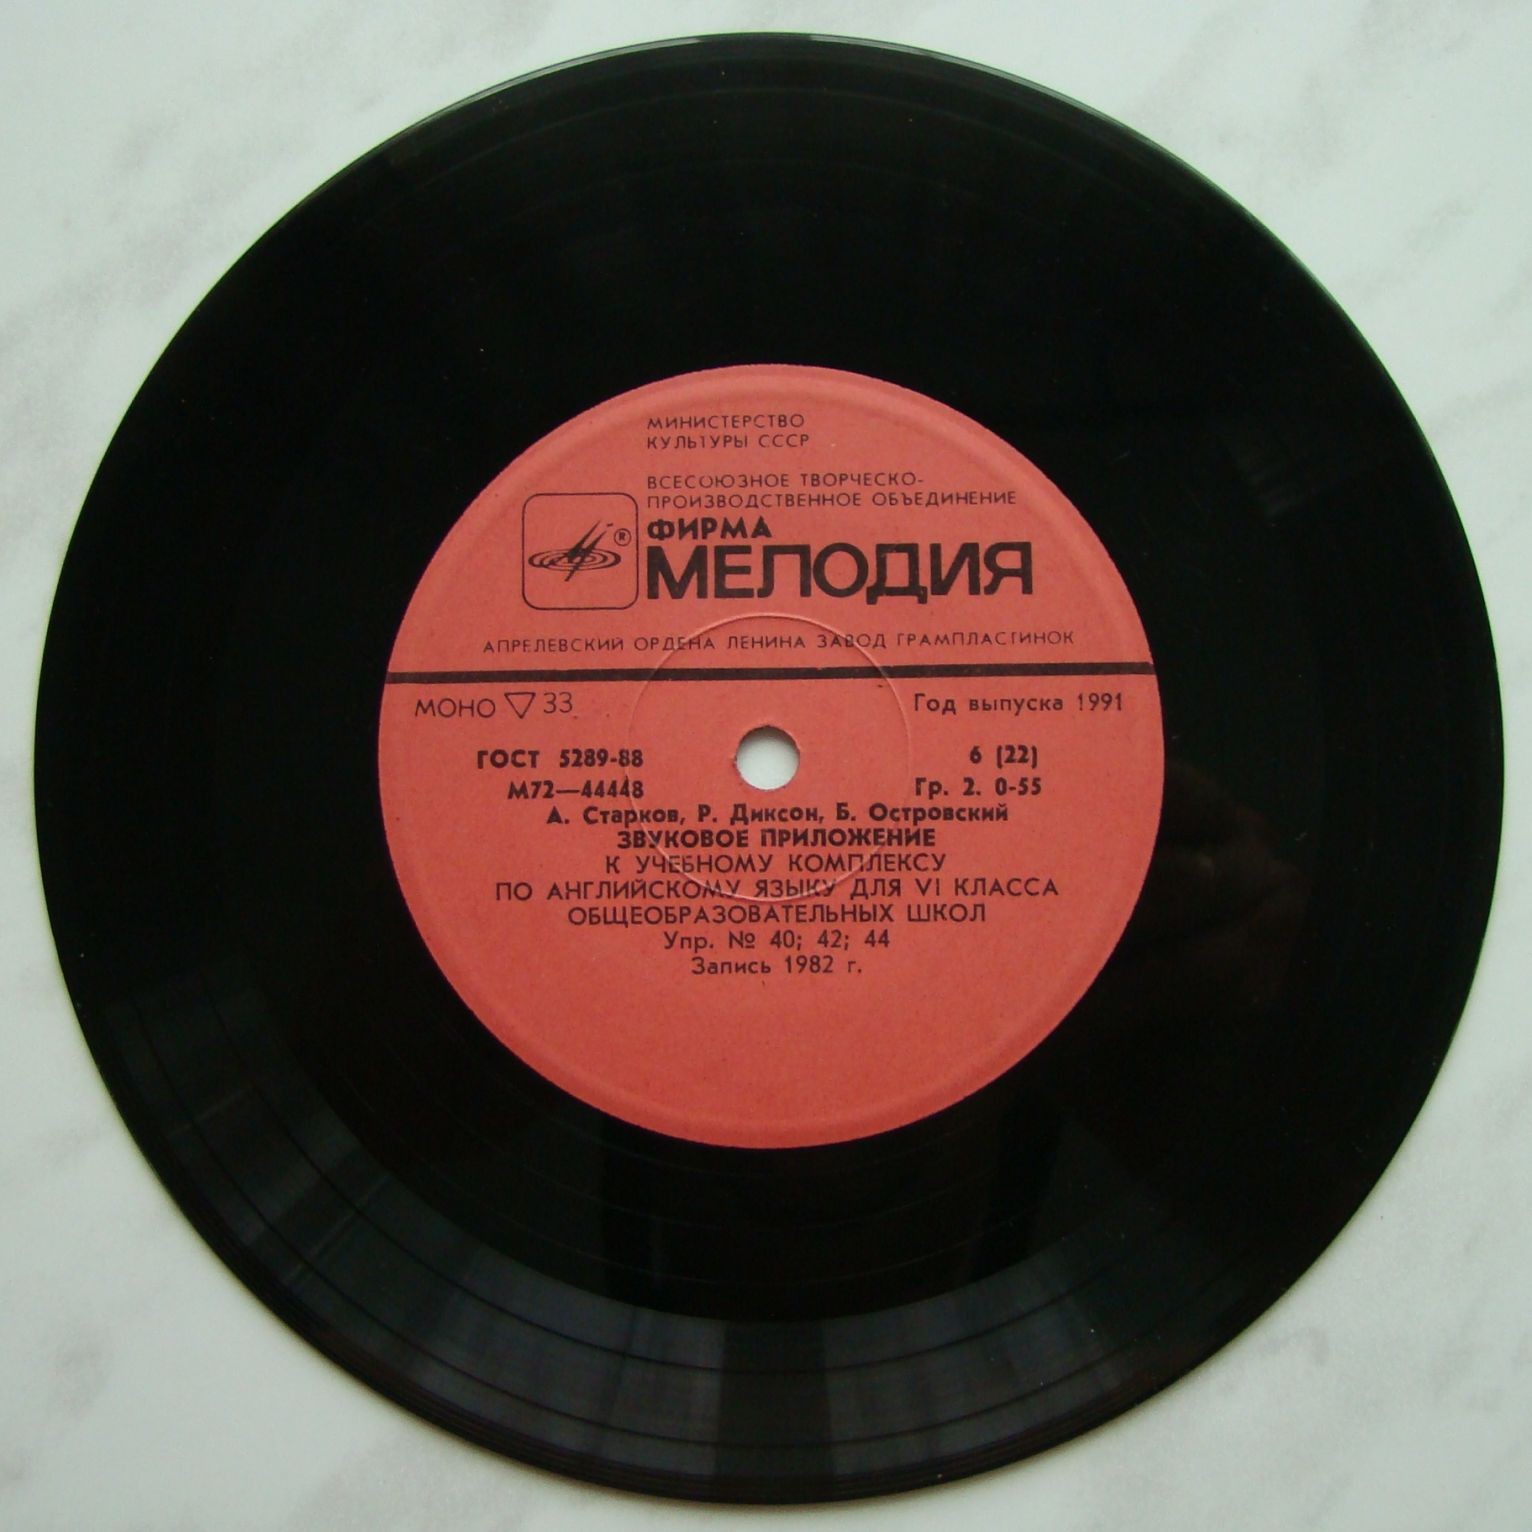 МИНИСТЕРСТВО
КУЛЬТУРЫ СССР
ВСЕСОЮЗНОЕ ТВОРЧЕСКО-
ПРОИЗВОДСТВЕННОЕ ОБЪЕДИНЕНИЕ
®
ФИРМА
МЕЛОДИЯ
АПРЕЛЕВСКИЙ ОРДЕНА ЛЕНИНА ЗАВОД ГРАМПЛАСТИНОК
МОНО ▽ 33 Год выпуска 1991
ГОСТ 5289-88 6 (22)
М72—44448 Гр. 2. 0-55
А. Старков, Р. Диксон, Б. Островский
ЗВУКОВОЕ ПРИЛОЖЕНИЕ
К УЧЕБНОМУ КОМПЛЕКСУ
ПО АНГЛИЙСКОМУ ЯЗЫКУ ДЛЯ VI КЛАССА
ОБЩЕОБРАЗОВАТЕЛЬНЫХ ШКОЛ
Упр. № 40; 42; 44
Запись 1982 г.